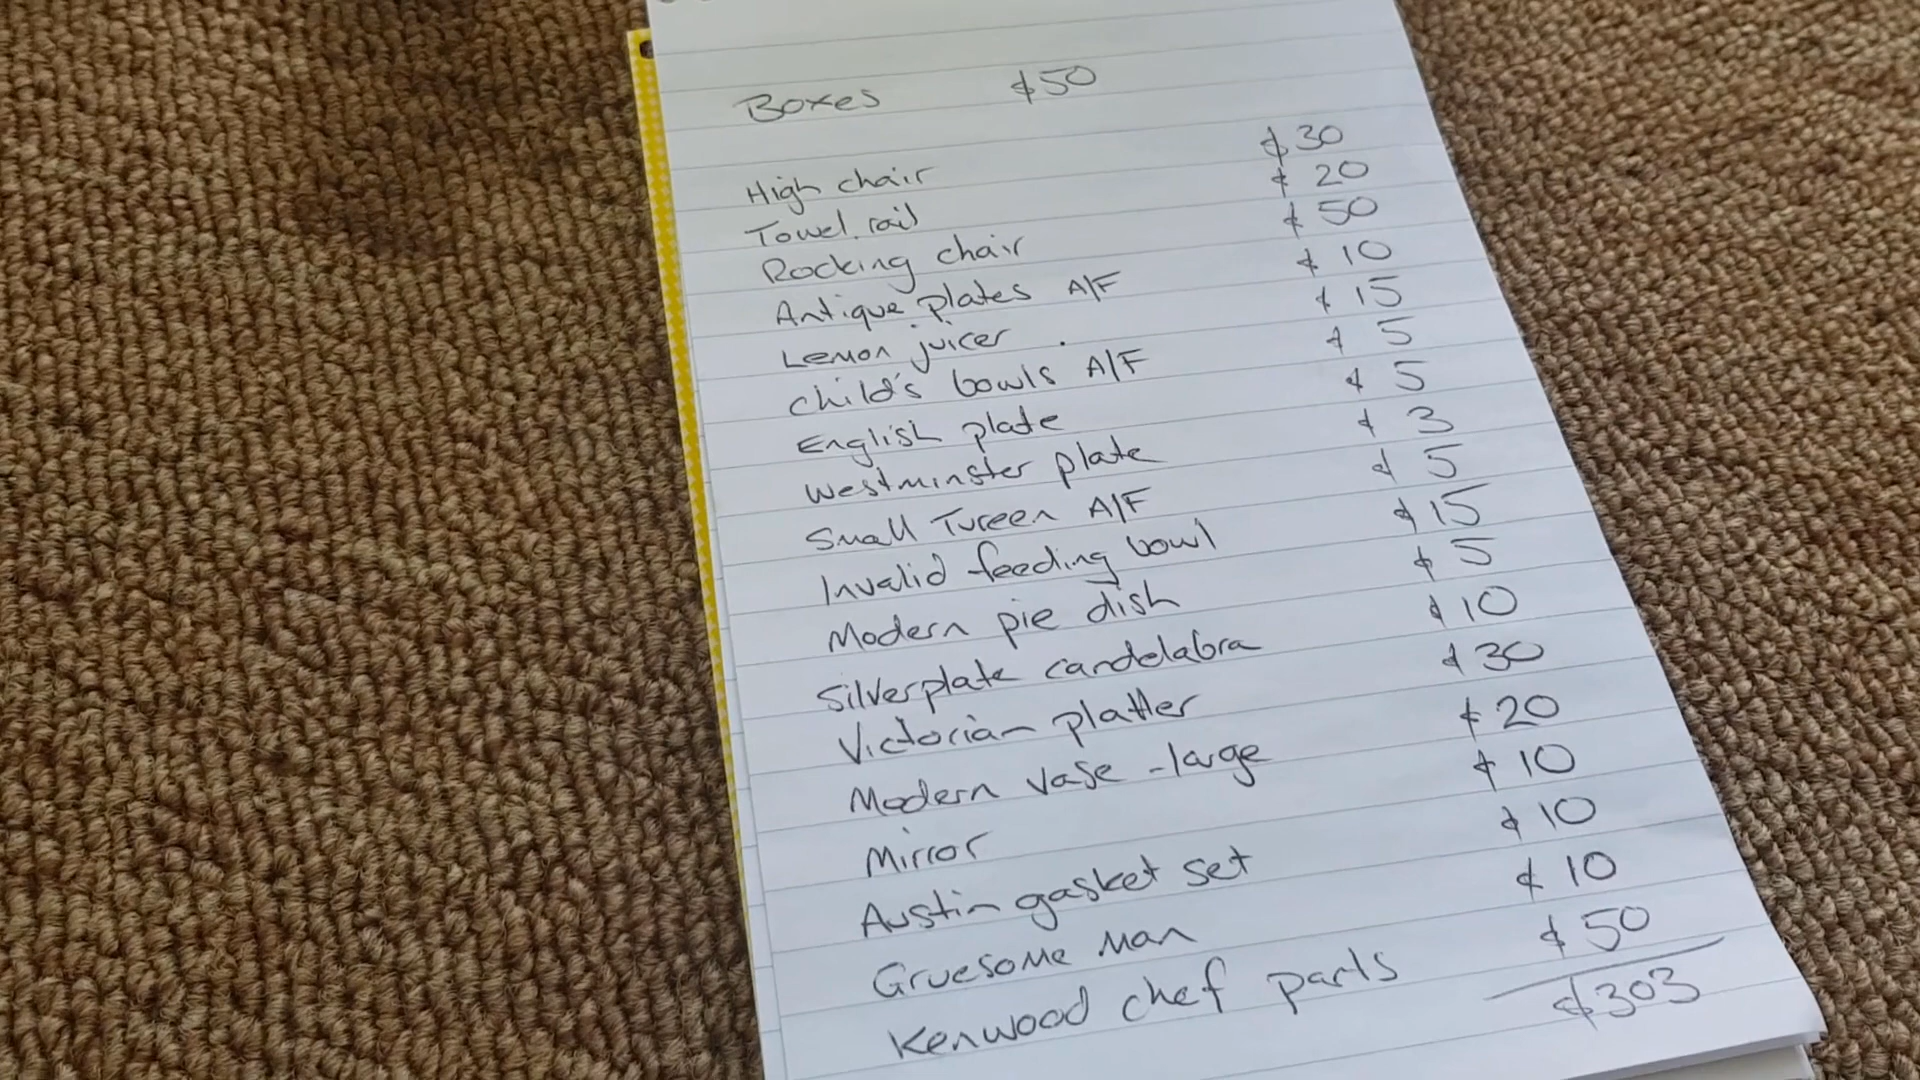 Boxes $50
High chair $30
Towel rail $20
Rocking chair $50
Antique plates A/F $10
Lemon juicer $15
Child's bowls A/F $5
English plate $5
Westminster plate $3
Small Tureen A/F $5
Invalid feeding bowl $15
Modern pie dish $5
Silverplate candelabra $10
Victorian platter $30
Modern vase - large $20
Mirror $10
Austin gasket set $10
Gruesome Man $10
Kenwood chef parts $50
$303